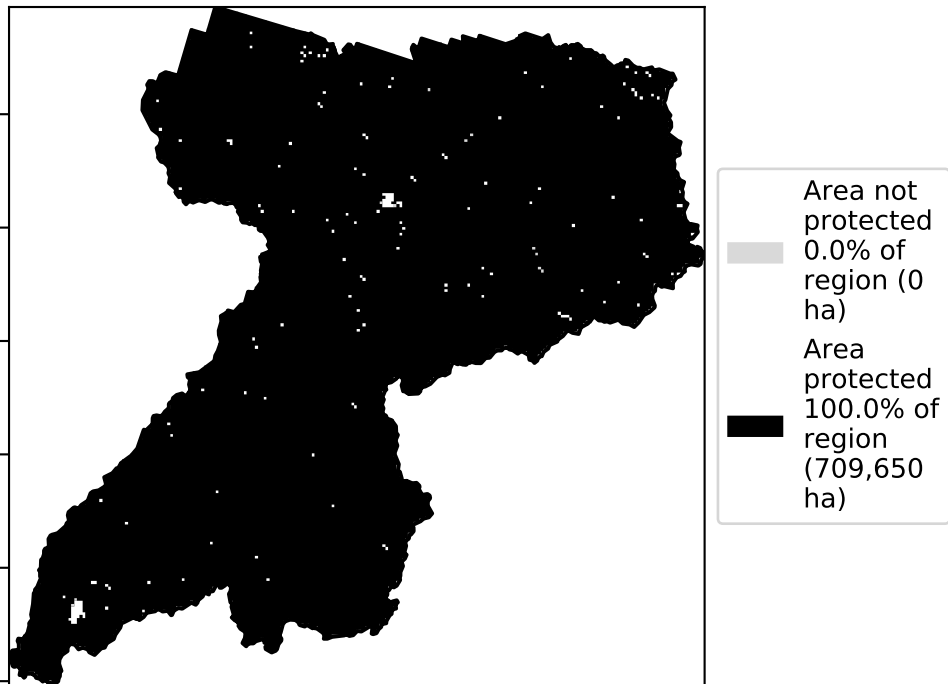 Area not
protected
0.0% of
region (0
ha)
Area
protected
100.0% of
region
(709,650
ha)